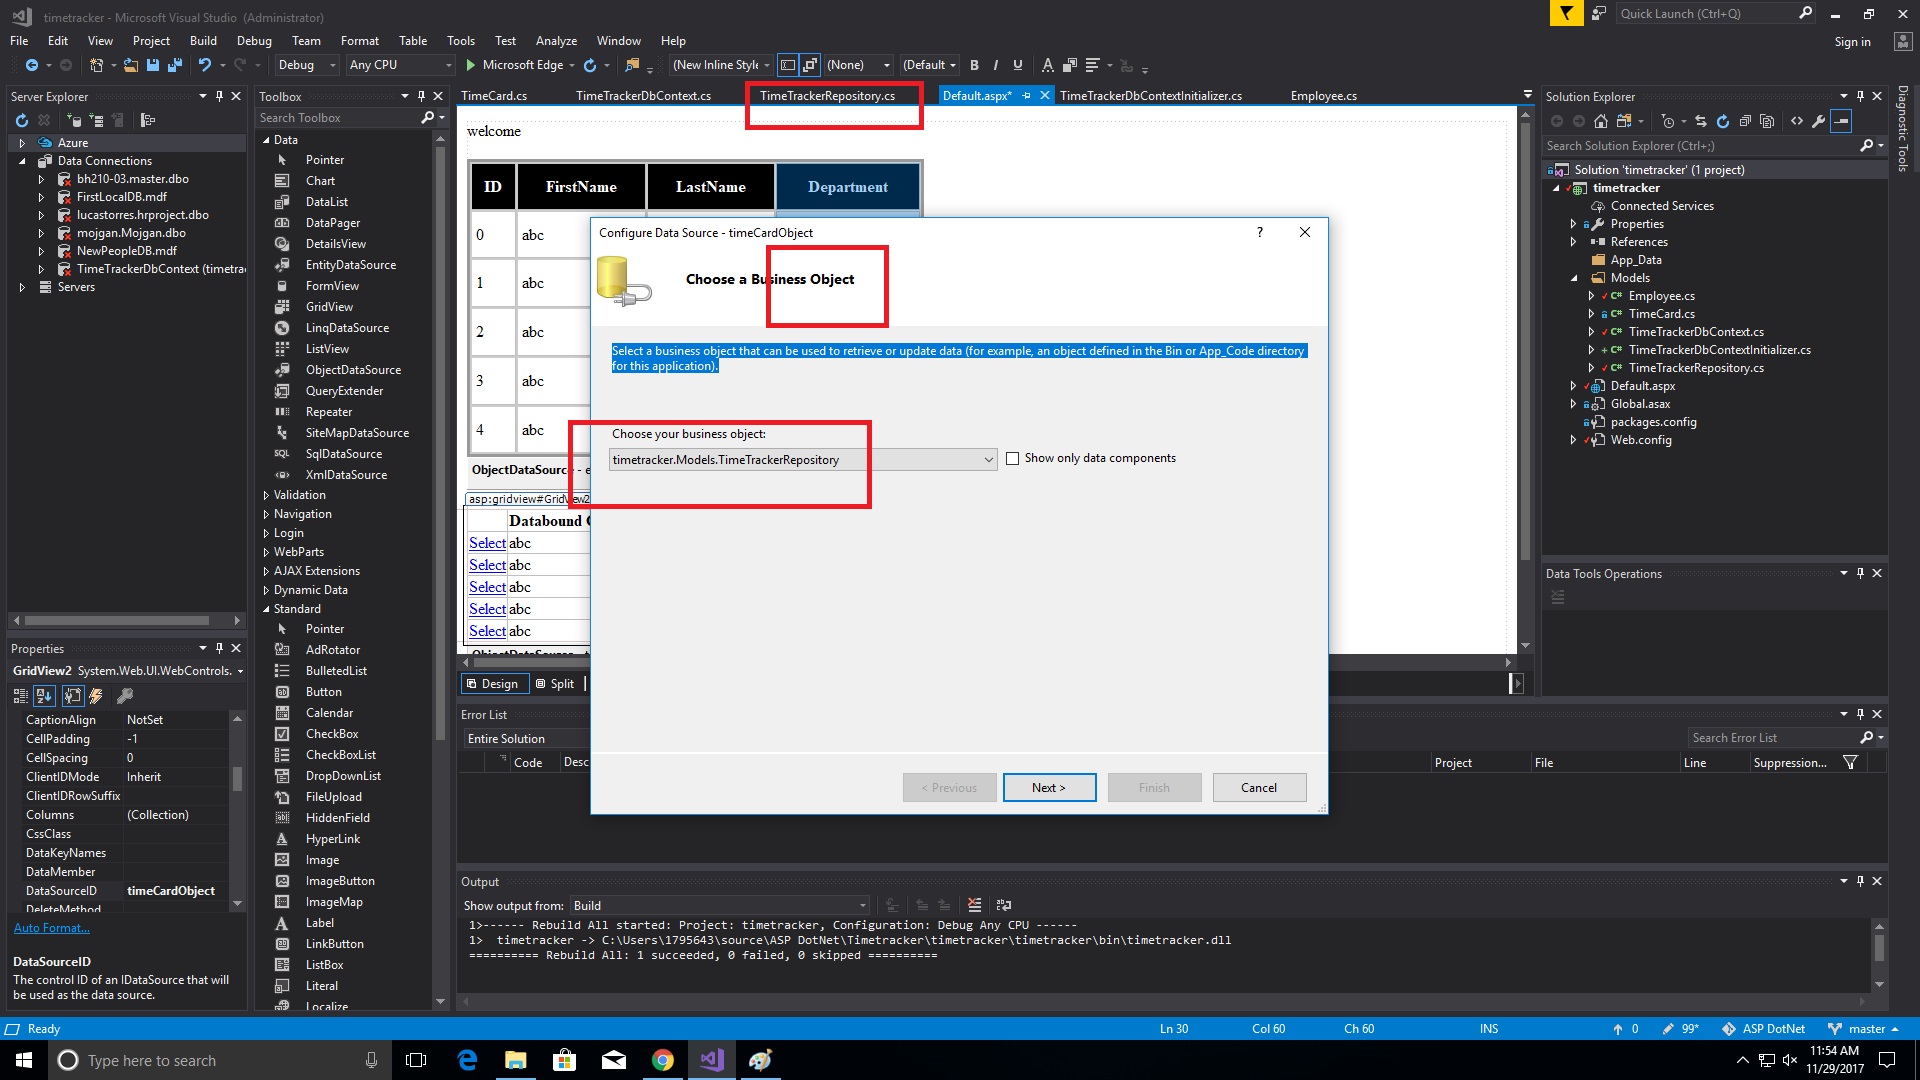 timetracker - Microsoft Visual Studio (Administrator)
Quick Launch (Ctrl+Q)
File Edit View Project Build Debug Team Format Table Tools Test Analyze Window Help
Sign in
Debug Any CPU Microsoft Edge (New Inline Style (None) (Default B I U
Server Explorer
Azure
Data Connections
bh210-03.master.dbo
FirstLocalDB.mdf
lucastorres.hrproject.dbo
mojgan.Mojgan.dbo
NewPeopleDB.mdf
TimeTrackerDbContext (timetra
Servers
Toolbox
Search Toolbox
Data
Pointer
Chart
DataList
DataPager
DetailsView
EntityDataSource
FormView
GridView
LinqDataSource
ListView
ObjectDataSource
QueryExtender
Repeater
SiteMapDataSource
SqlDataSource
XmlDataSource
Validation
Navigation
Login
WebParts
AJAX Extensions
Dynamic Data
Standard
Pointer
AdRotator
BulletedList
Button
Calendar
CheckBox
CheckBoxList
DropDownList
FileUpload
HiddenField
HyperLink
Image
ImageButton
ImageMap
Label
LinkButton
ListBox
Literal
Localize
TimeCard.cs TimeTrackerDbContext.cs TimeTrackerRepository.cs Default.aspx* TimeTrackerDbContextInitializer.cs Employee.cs
welcome
ID FirstName LastName Department
0 abc
1 abc
2 abc
3 abc
4 abc
ObjectDataSource - e
asp:gridview#GridView2
Databound C
Select abc
Select abc
Select abc
Select abc
Select abc
Design Split
Configure Data Source - timeCardObject
?
Choose a Business Object
Select a business object that can be used to retrieve or update data (for example, an object defined in the Bin or App_Code directory
for this application).
Choose your business object:
timetracker.Models.TimeTrackerRepository
Show only data components
< Previous Next > Finish Cancel
Solution Explorer
Search Solution Explorer (Ctrl+;)
Solution 'timetracker' (1 project)
timetracker
Connected Services
Properties
References
App_Data
Models
Employee.cs
TimeCard.cs
TimeTrackerDbContext.cs
TimeTrackerDbContextInitializer.cs
TimeTrackerRepository.cs
Default.aspx
Global.asax
packages.config
Web.config
Diagnostic Tools
Data Tools Operations
Properties
GridView2 System.Web.UI.WebControls.
CaptionAlign NotSet
CellPadding -1
CellSpacing 0
ClientIDMode Inherit
ClientIDRowSuffix
Columns (Collection)
CssClass
DataKeyNames
DataMember
DataSourceID timeCardObject
DeleteMethod
Auto Format...
DataSourceID
The control ID of an IDataSource that will
be used as the data source.
Error List
Entire Solution
Search Error List
Code Desc Project File Line Suppression...
Output
Show output from: Build
1>------ Rebuild All started: Project: timetracker, Configuration: Debug Any CPU ------
1> timetracker -> C:\Users\1795643\source\ASP DotNet\Timetracker\timetracker\timetracker\bin\timetracker.dll
========== Rebuild All: 1 succeeded, 0 failed, 0 skipped ==========
Ready Ln 30 Col 60 Ch 60 INS 0 99* ASP DotNet master
Type here to search
11:54 AM
11/29/2017